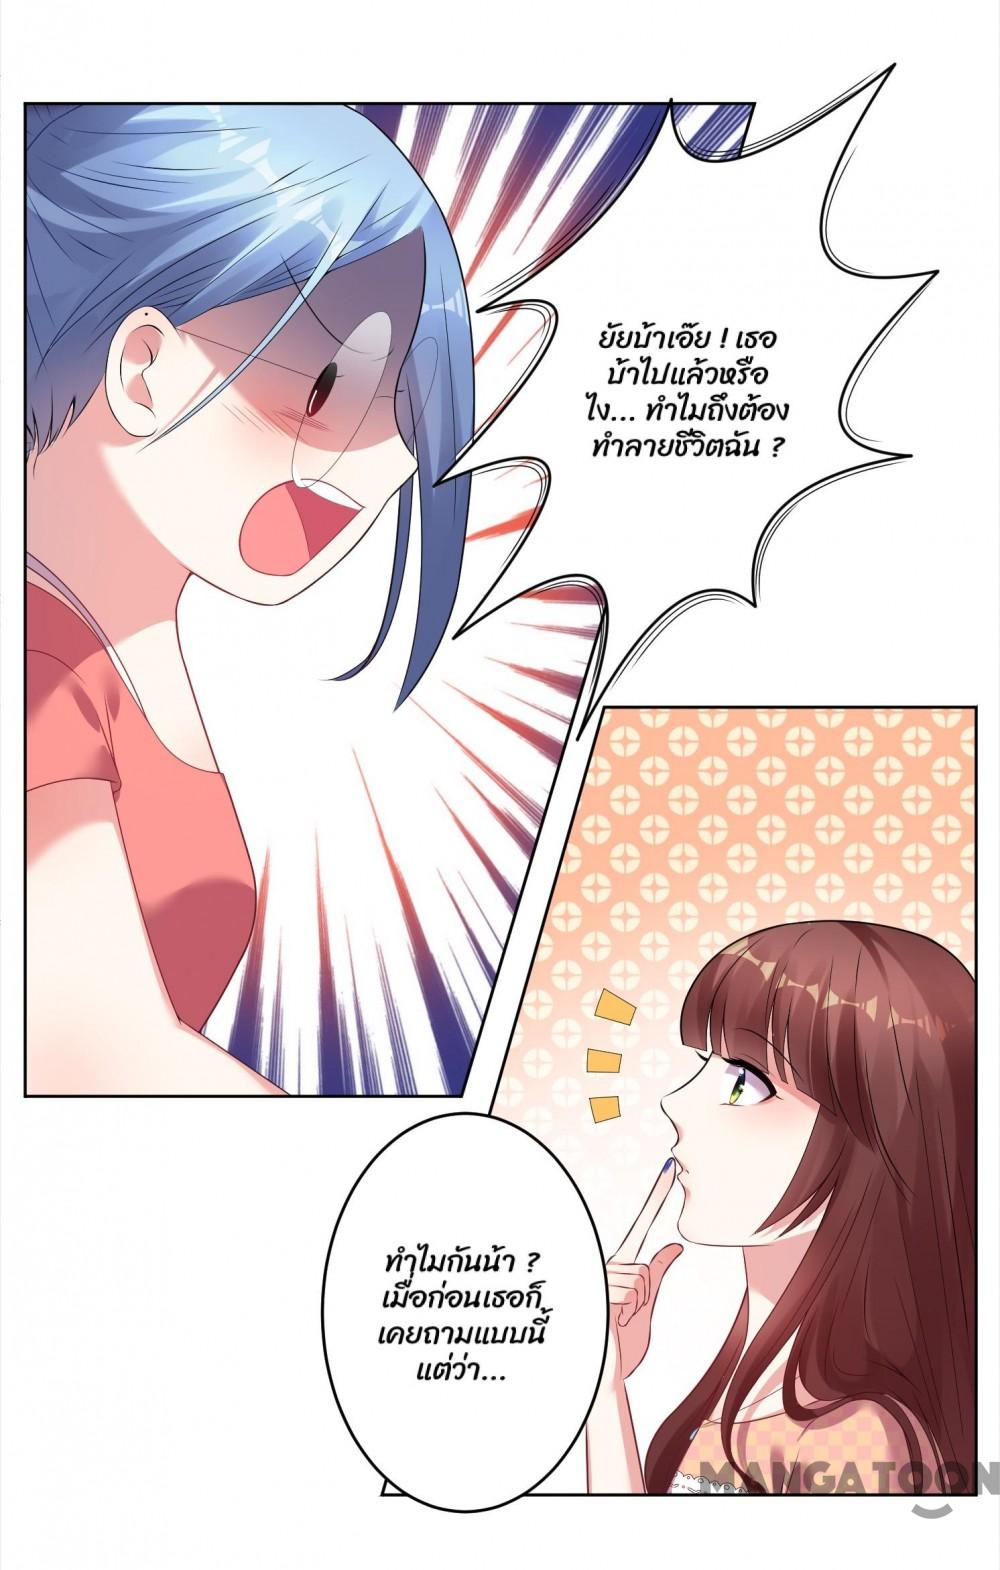 ยัยบ้าเอ๊ย ! เธอ
บ้าไปแล้วหรือ
ไง... ทำไมถึงต้อง
ทำลายชีวิตฉัน ?
ทำไมกันน้า ?
เมื่อก่อนเธอก็
เคยถามแบบนี้
แต่ว่า...
MANGATOON